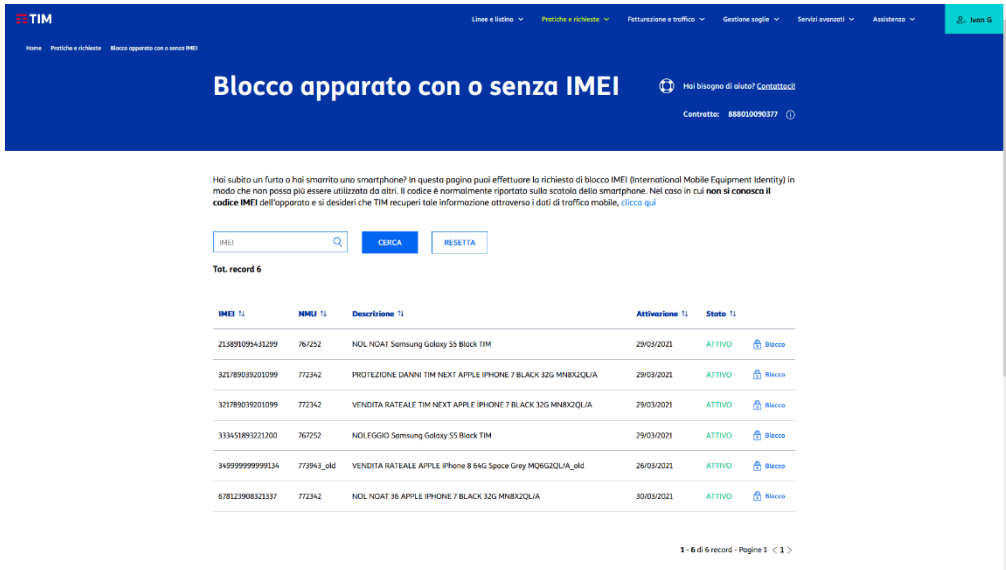 TIM
Linee e listino Pratiche e richieste Fatturazione e traffico Gestione soglie Servizi avanzati Assistenza Ivan G
Home Pratiche e richieste Blocco apparato con o senza IMEI
Blocco apparato con o senza IMEI
Hai bisogno di aiuto? Contattaci!
Contratto: 888010090377
Hai subito un furto o hai smarrito uno smartphone? In questa pagina puoi effettuare la richiesta di blocco IMEI (International Mobile Equipment Identity) in
modo che non possa più essere utilizzato da altri. Il codice è normalmente riportato sulla scatola dello smartphone. Nel caso in cui non si conosca il
codice IMEI dell'apparato e si desideri che TIM recuperi tale informazione attraverso i dati di traffico mobile, clicca qui
IMEI CERCA RESETTA
Tot. record 6
IMEI NMU Descrizione Attivazione Stato
213891095431299 767252 NOL NOAT Samsung Galaxy S5 Black TIM 29/03/2021 ATTIVO Blocco
321789039201099 772342 PROTEZIONE DANNI TIM NEXT APPLE IPHONE 7 BLACK 32G MN8X2QL/A 29/03/2021 ATTIVO Blocco
321789039201099 772342 VENDITA RATEALE TIM NEXT APPLE IPHONE 7 BLACK 32G MN8X2QL/A 29/03/2021 ATTIVO Blocco
333451893221200 767252 NOLEGGIO Samsung Galaxy S5 Black TIM 29/03/2021 ATTIVO Blocco
349999999999134 773943_old VENDITA RATEALE APPLE iPhone 8 64G Space Grey MQ6G2QL/A_old 26/03/2021 ATTIVO Blocco
678123908321337 772342 NOL NOAT 36 APPLE IPHONE 7 BLACK 32G MN8X2QL/A 30/03/2021 ATTIVO Blocco
1 - 6 di 6 record - Pagine 1 < 1 >